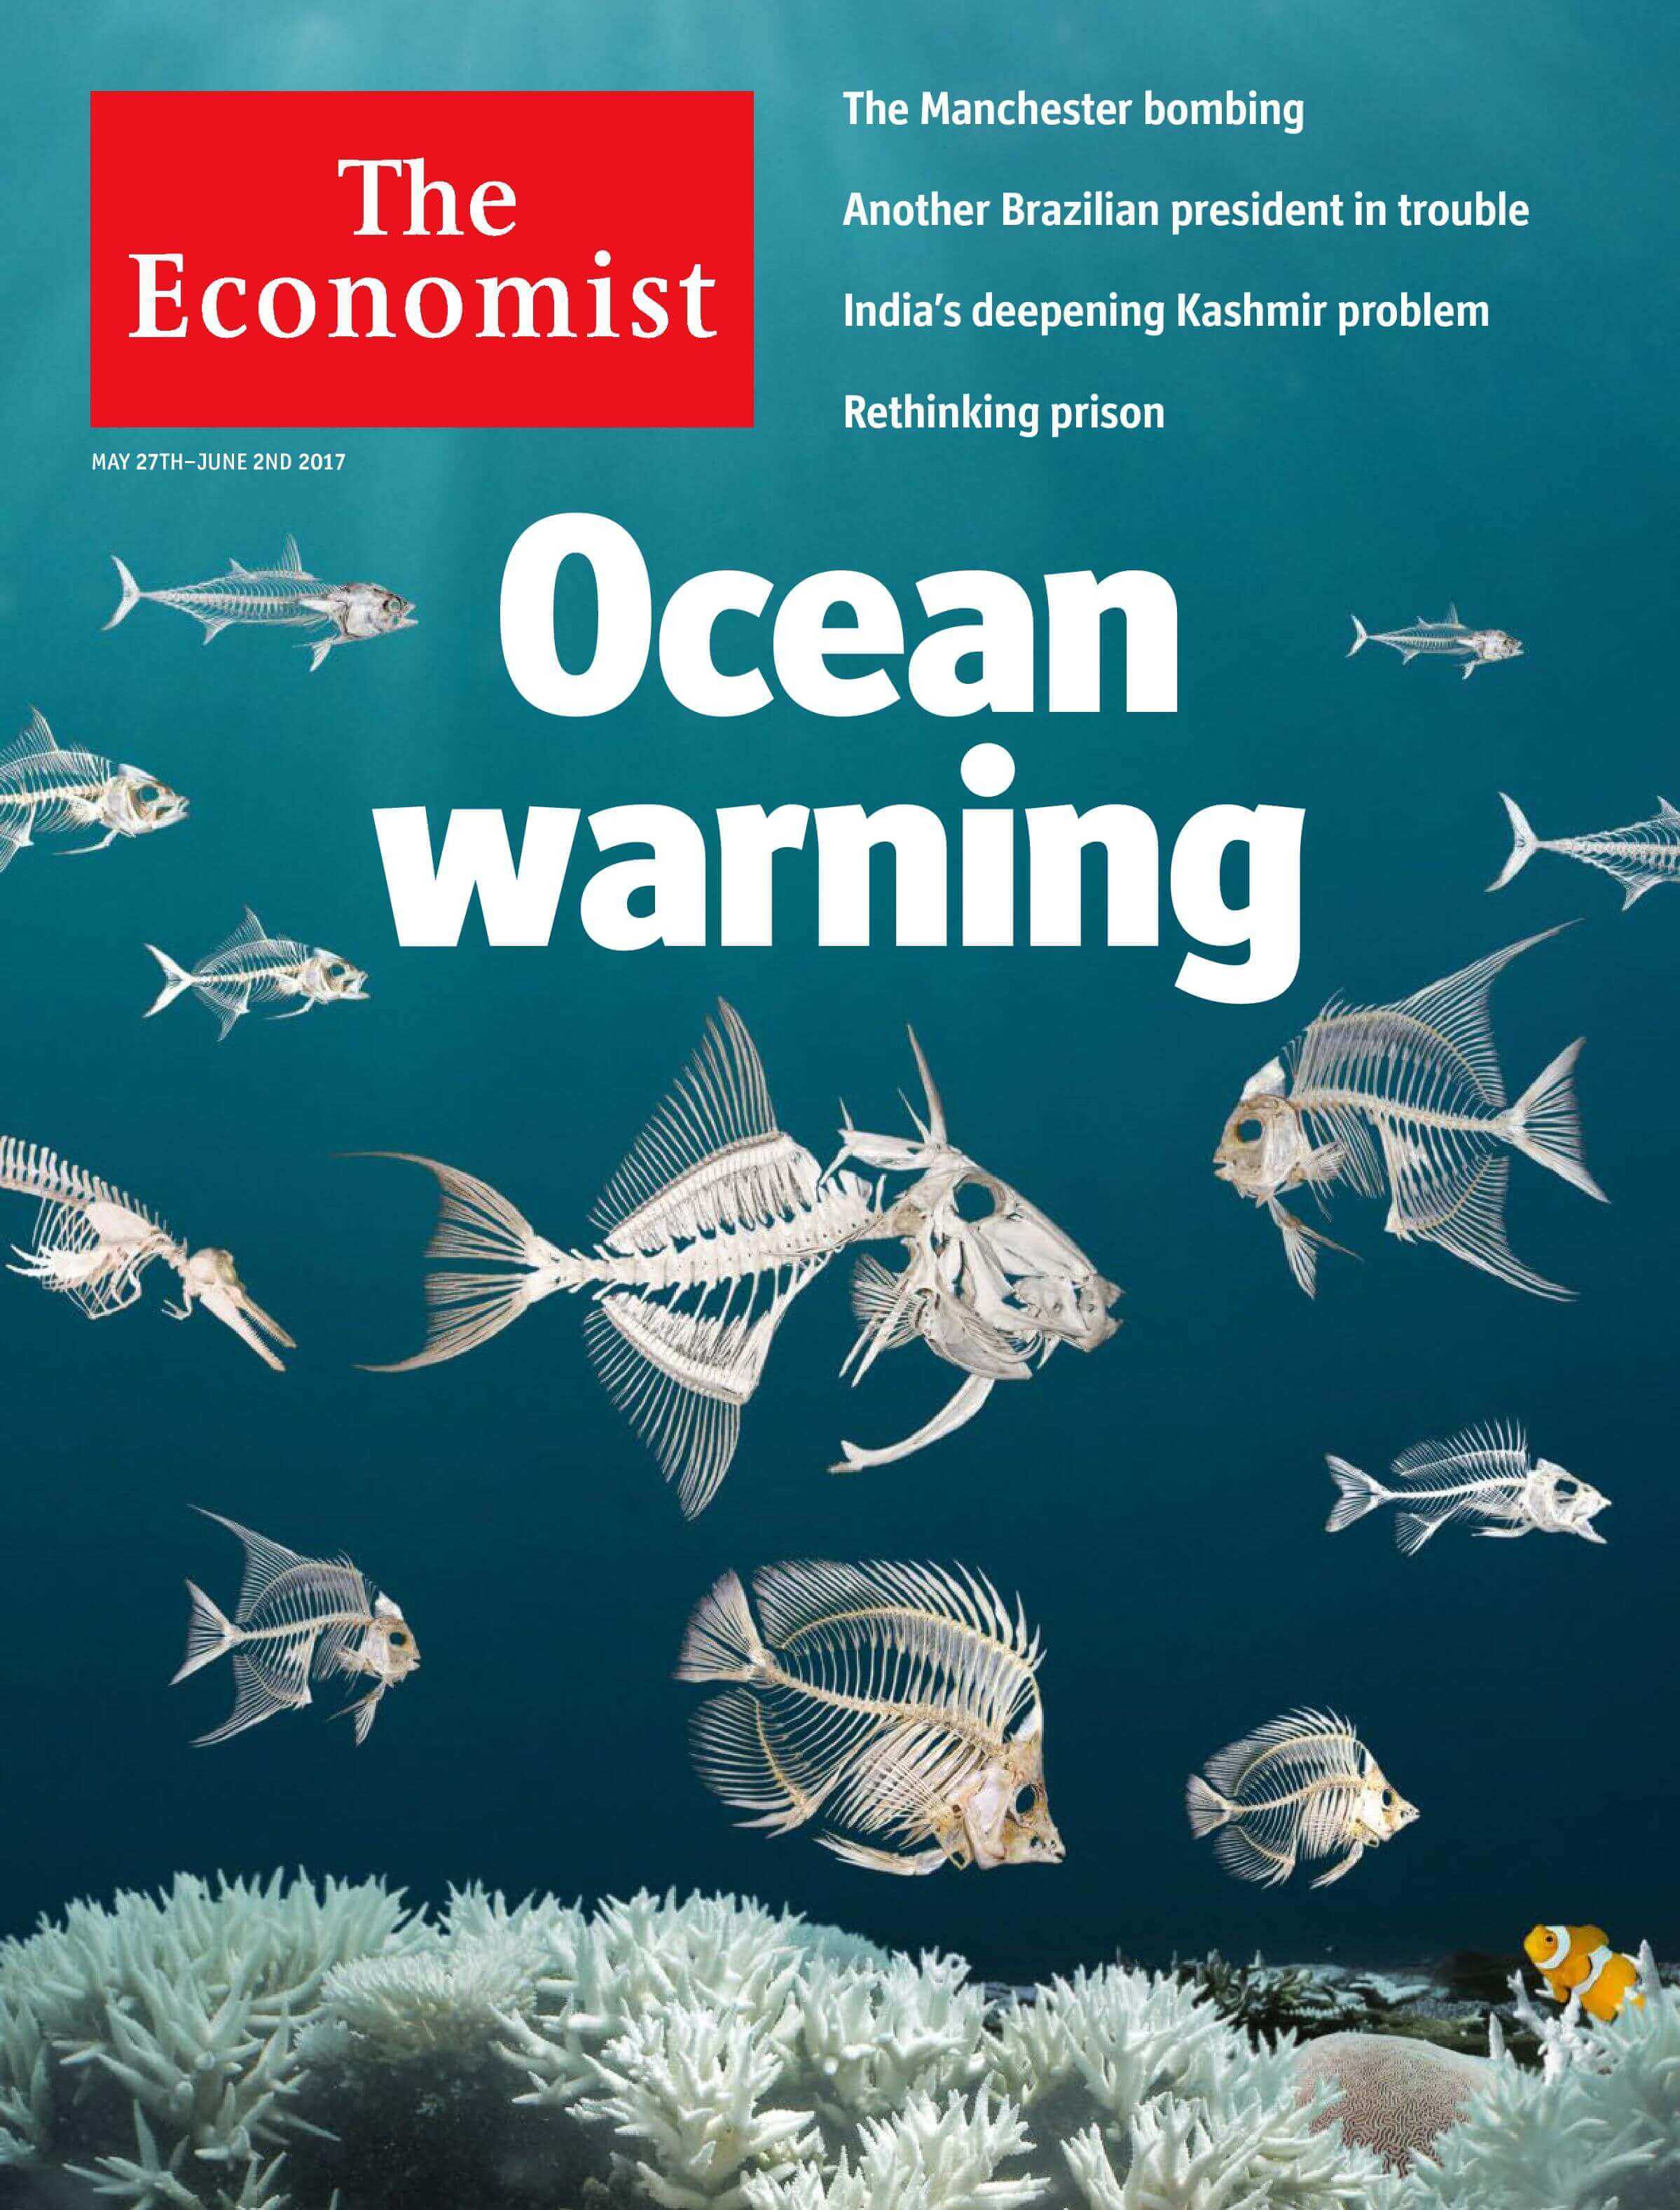 The
Economist
MAY 27TH–JUNE 2ND 2017
The Manchester bombing
Another Brazilian president in trouble
India's deepening Kashmir problem
Rethinking prison
Ocean
warning